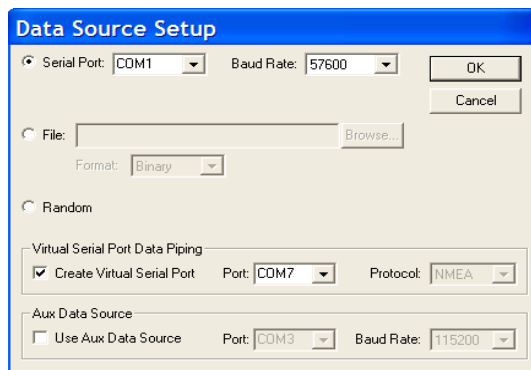 Data Source Setup
Serial Port: COM1 Baud Rate: 57600 OK
Cancel
File: Browse...
Format: Binary
Random
Virtual Serial Port Data Piping
Create Virtual Serial Port Port: COM7 Protocol: NMEA
Aux Data Source
Use Aux Data Source Port: COM3 Baud Rate: 115200